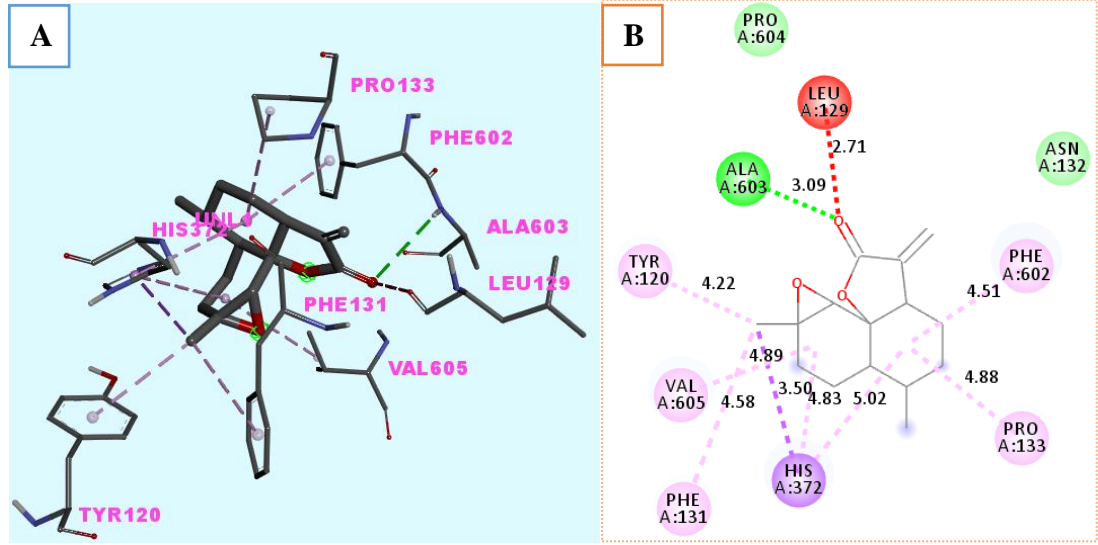 A
PRO133
PHE602
HIS372
ALA603
LEU129
PHE131
VAL605
TYR120
B
PRO
A:604
LEU
A:129
2.71
ASN
A:132
ALA
A:603
3.09
O
TYR
A:120
4.22
PHE
A:602
4.51
O
O
4.89
4.88
VAL
A:605
3.50
4.58
4.83
5.02
PRO
A:133
HIS
A:372
PHE
A:131